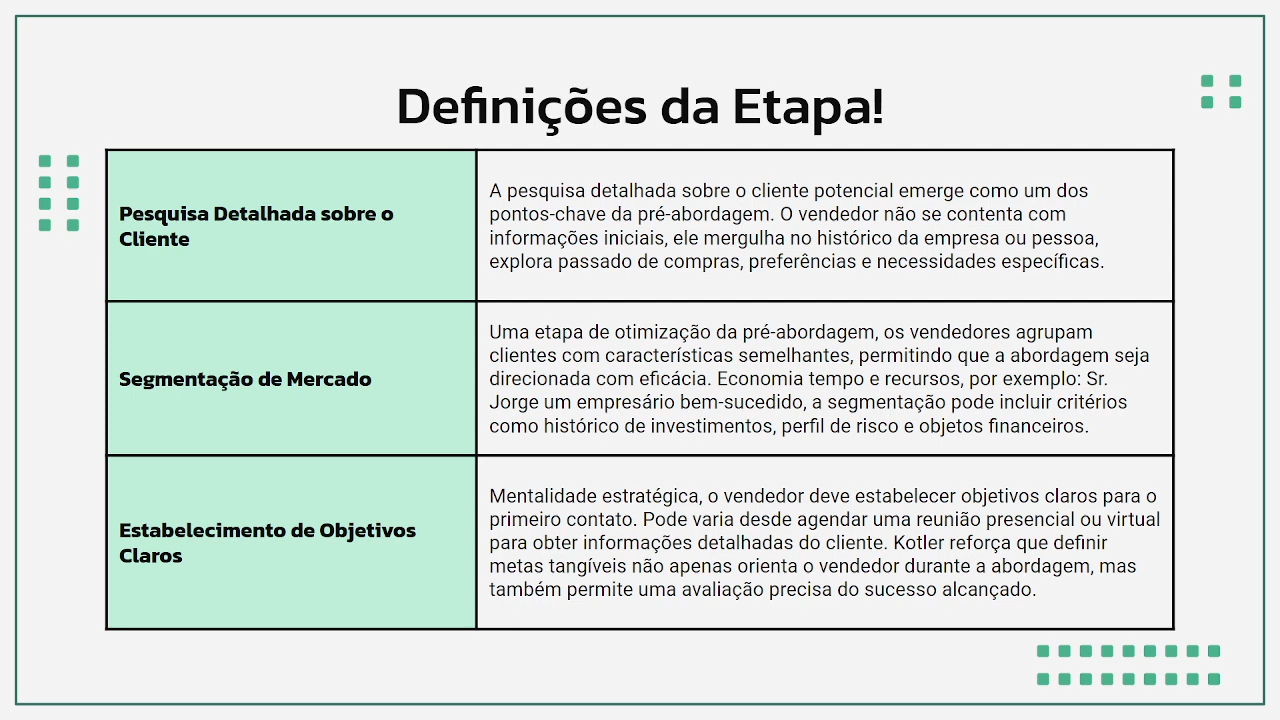 Definições da Etapa!
Pesquisa Detalhada sobre o
Cliente
A pesquisa detalhada sobre o cliente potencial emerge como um dos
pontos-chave da pré-abordagem. O vendedor não se contenta com
informações iniciais, ele mergulha no histórico da empresa ou pessoa,
explora passado de compras, preferências e necessidades específicas.
Segmentação de Mercado
Uma etapa de otimização da pré-abordagem, os vendedores agrupam
clientes com características semelhantes, permitindo que a abordagem seja
direcionada com eficácia. Economia tempo e recursos, por exemplo: Sr.
Jorge um empresário bem-sucedido, a segmentação pode incluir critérios
como histórico de investimentos, perfil de risco e objetos financeiros.
Estabelecimento de Objetivos
Claros
Mentalidade estratégica, o vendedor deve estabelecer objetivos claros para o
primeiro contato. Pode varia desde agendar uma reunião presencial ou virtual
para obter informações detalhadas do cliente. Kotler reforça que definir
metas tangíveis não apenas orienta o vendedor durante a abordagem, mas
também permite uma avaliação precisa do sucesso alcançado.